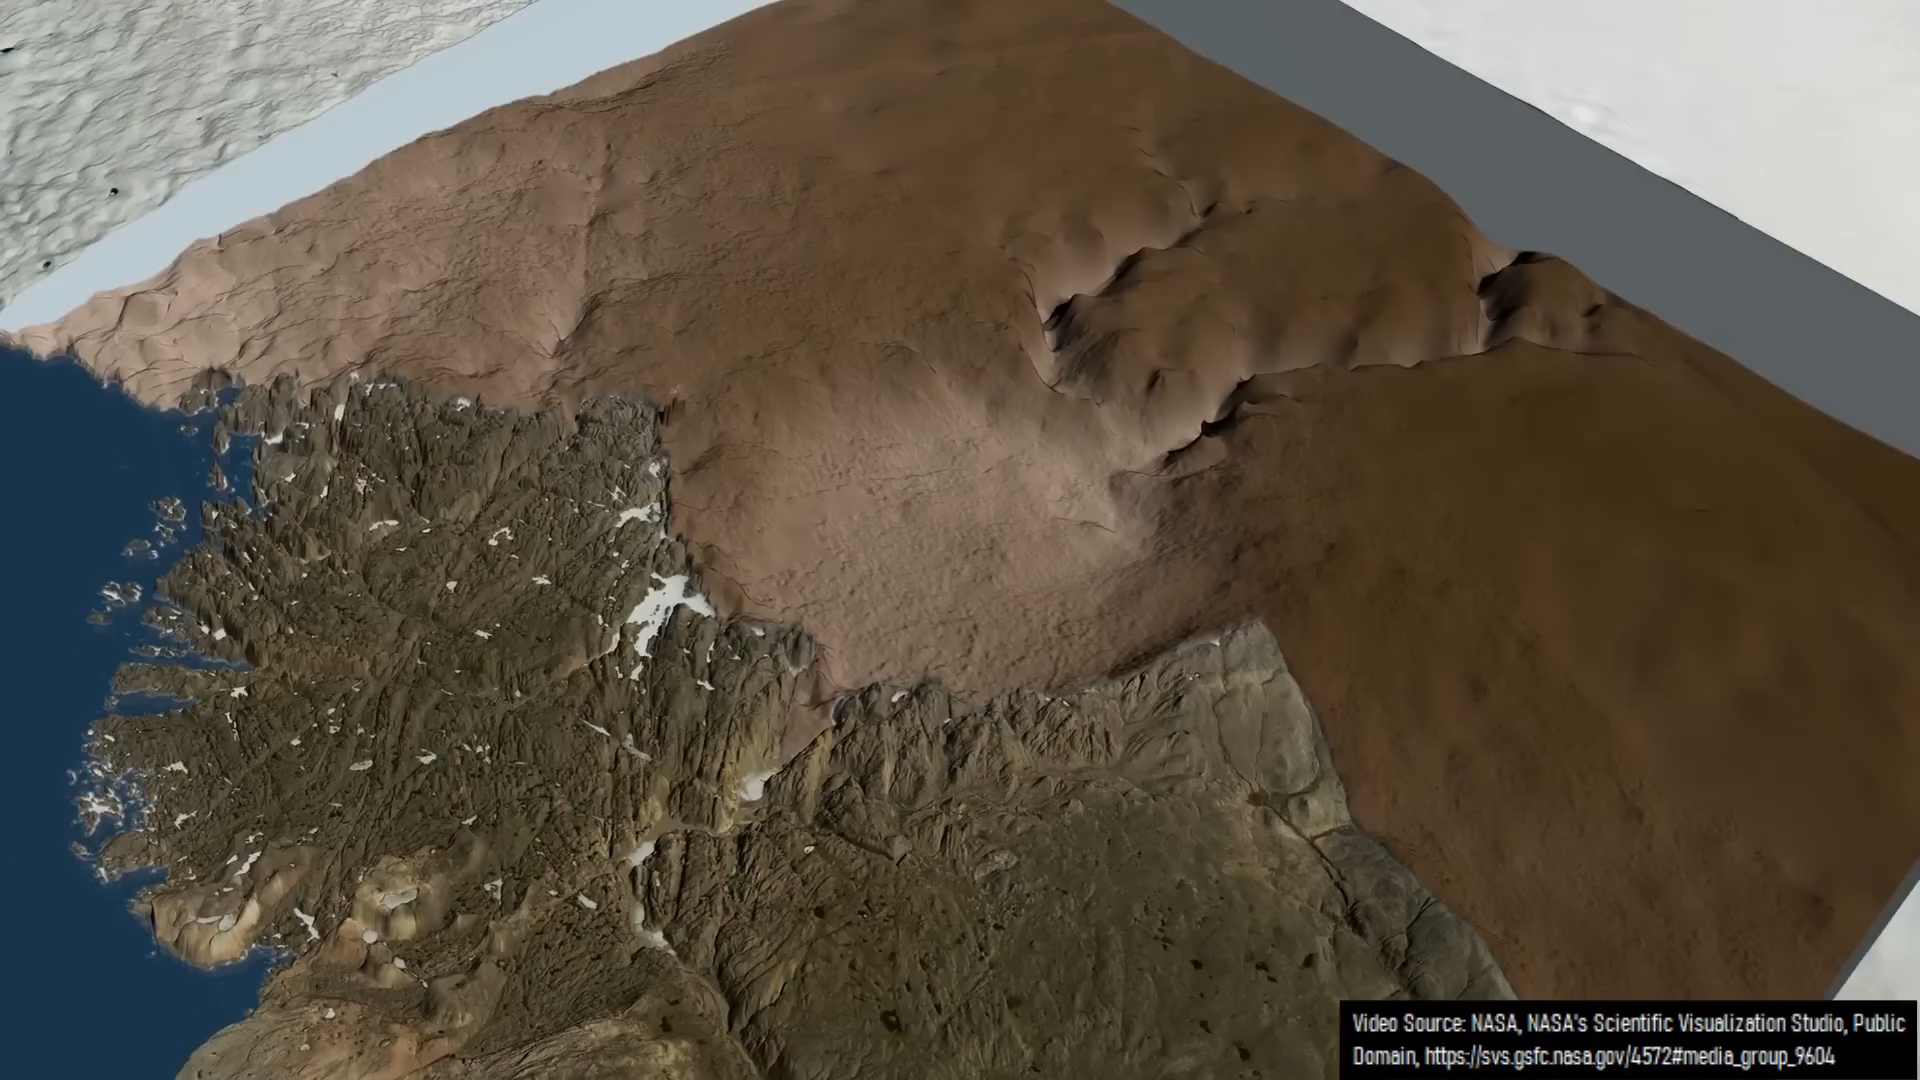 Video Source: NASA, NASA's Scientific Visualization Studio, Public
Domain, https://svs.gsfc.nasa.gov/4572#media_group_9604